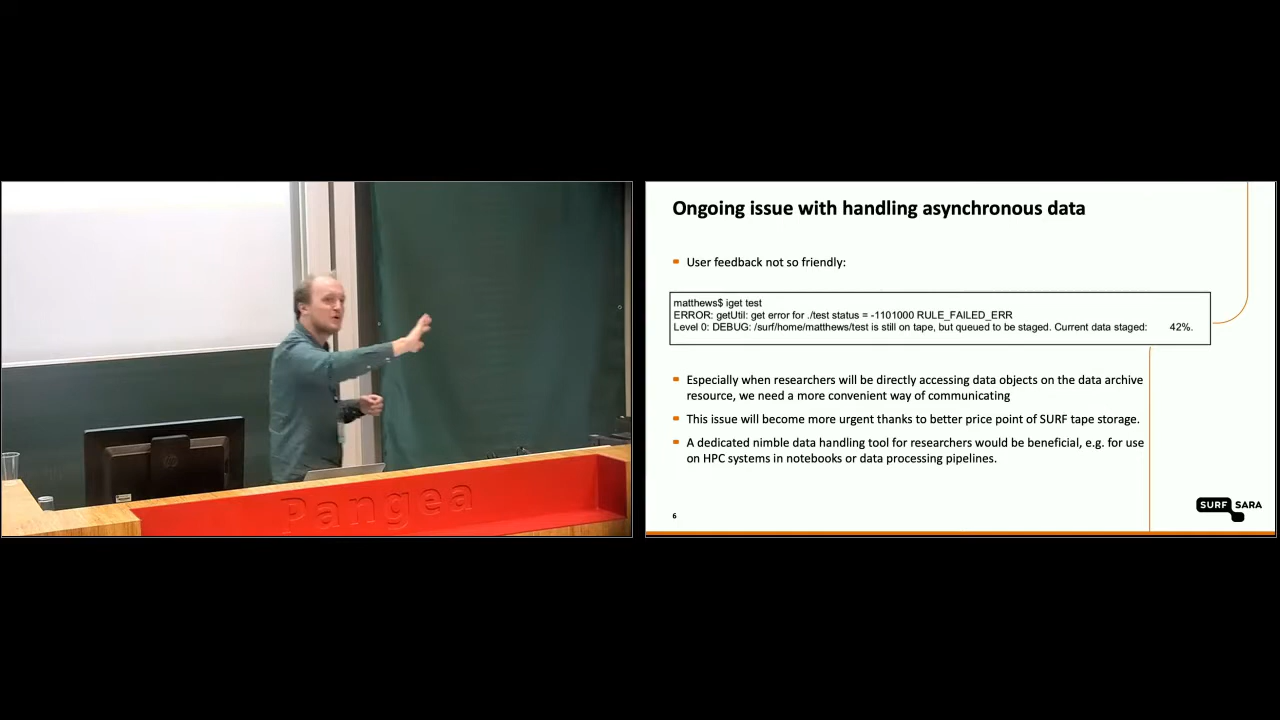 Pangea
Ongoing issue with handling asynchronous data
User feedback not so friendly:
matthews$ iget test
ERROR: getUtil: get error for ./test status = -1101000 RULE_FAILED_ERR
Level 0: DEBUG: /surf/home/matthews/test is still on tape, but queued to be staged. Current data staged: 42%.
Especially when researchers will be directly accessing data objects on the data archive
resource, we need a more convenient way of communicating
This issue will become more urgent thanks to better price point of SURF tape storage.
A dedicated nimble data handling tool for researchers would be beneficial, e.g. for use
on HPC systems in notebooks or data processing pipelines.
6
SURF SARA